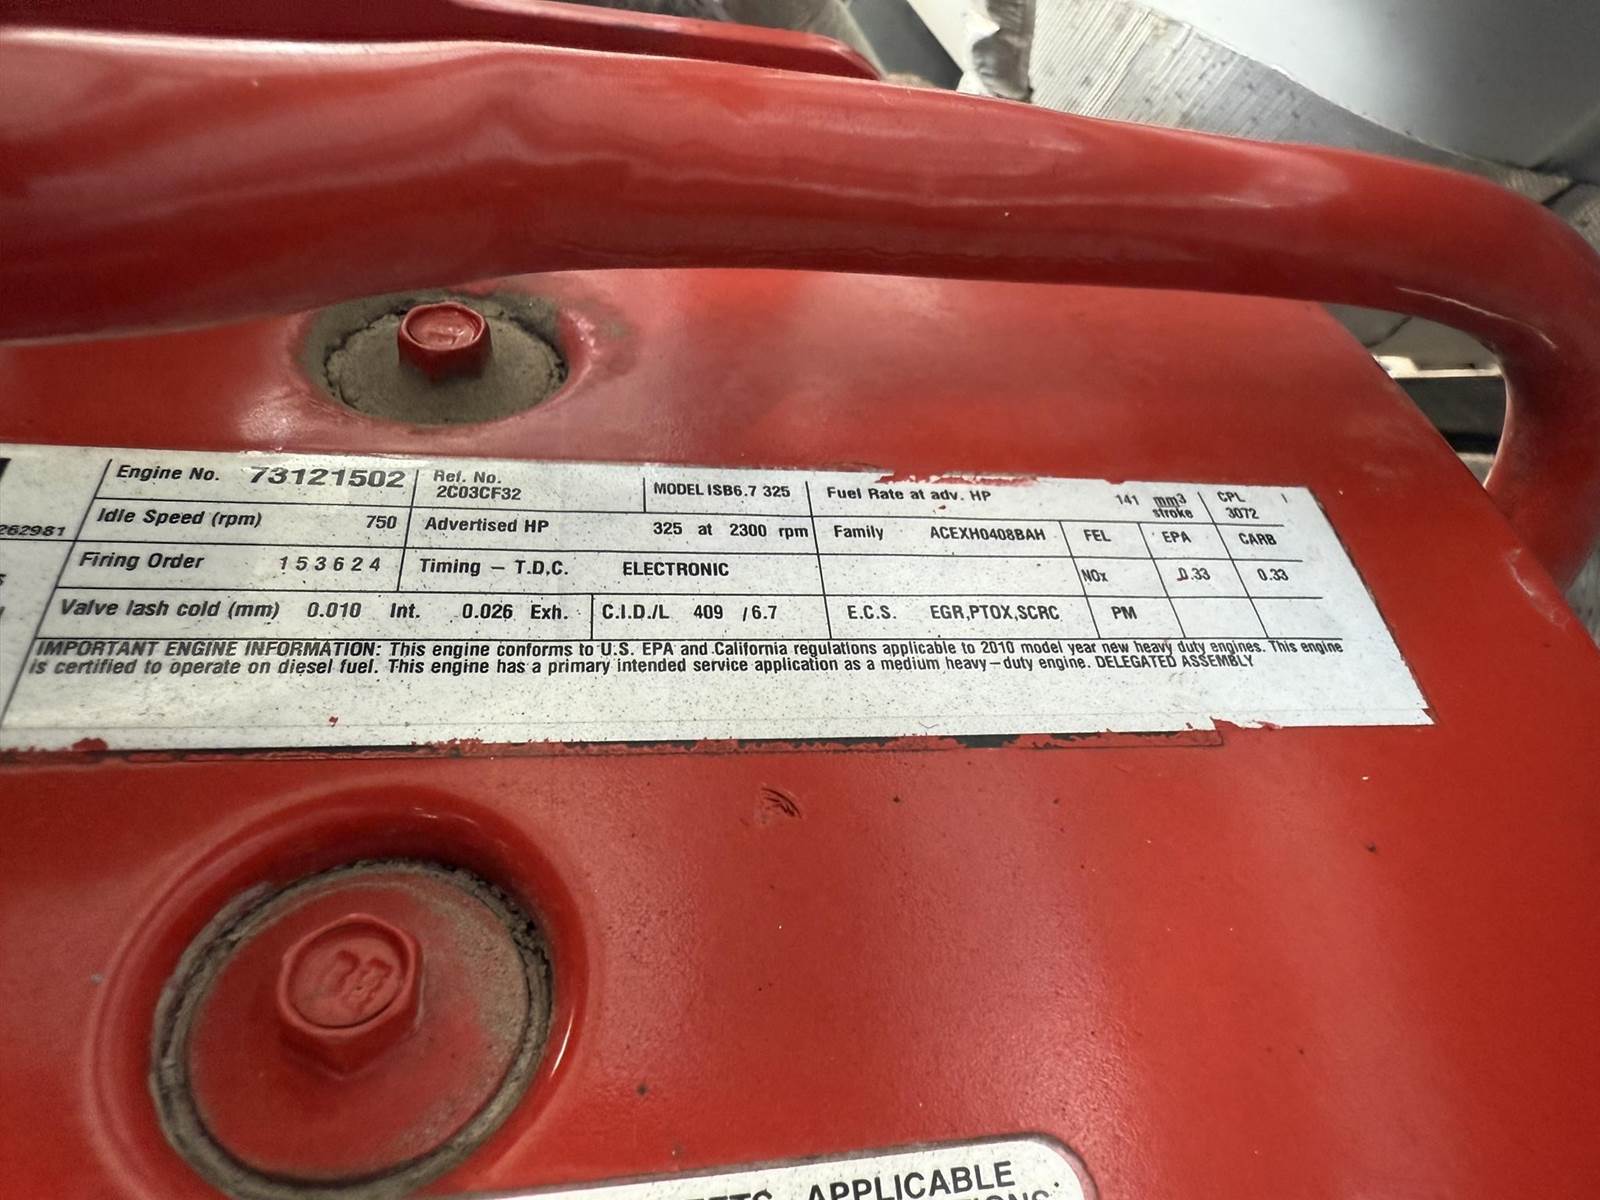 Engine No. 73121502 Ref. No. 2C03CF32 MODEL ISB6.7 325 Fuel Rate at adv. HP 141 mm3 stroke CPL 3072
262981 Idle Speed (rpm) 750 Advertised HP 325 at 2300 rpm Family ACEXH0408BAH FEL EPA CARB
Firing Order 1 5 3 6 2 4 Timing – T.D.C. ELECTRONIC NOx 0.33 0.33
Valve lash cold (mm) 0.010 Int. 0.026 Exh. C.I.D./L 409 /6.7 E.C.S. EGR,PTOX,SCRC PM
IMPORTANT ENGINE INFORMATION: This engine conforms to U.S. EPA and California regulations applicable to 2010 model year new heavy duty engines. This engine
is certified to operate on diesel fuel. This engine has a primary intended service application as a medium heavy–duty engine. DELEGATED ASSEMBLY
APPLICABLE